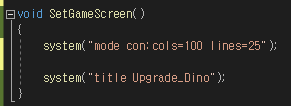 void SetGameScreen()
{
system("mode con:cols=100 lines=25");
system("title Upgrade_Dino");
}